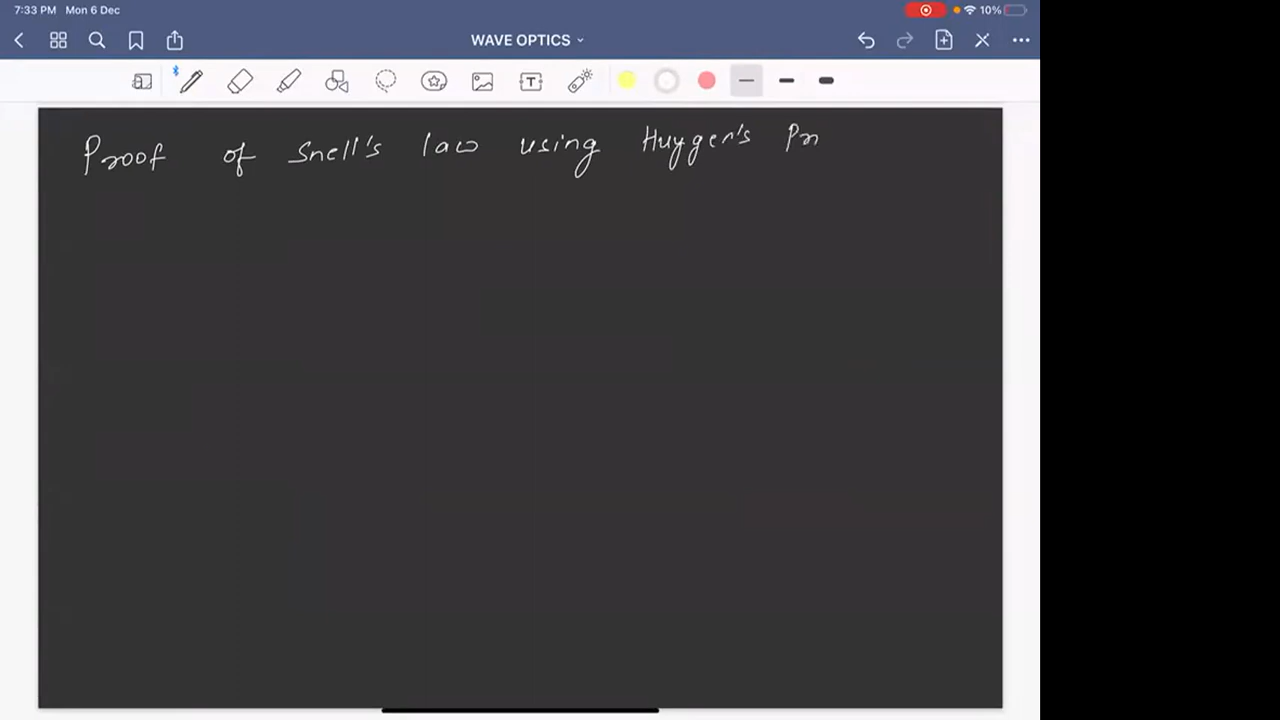 7:33 PM Mon 6 Dec
10%
WAVE OPTICS
T
Proof of Snell's law using Huygen's Pr